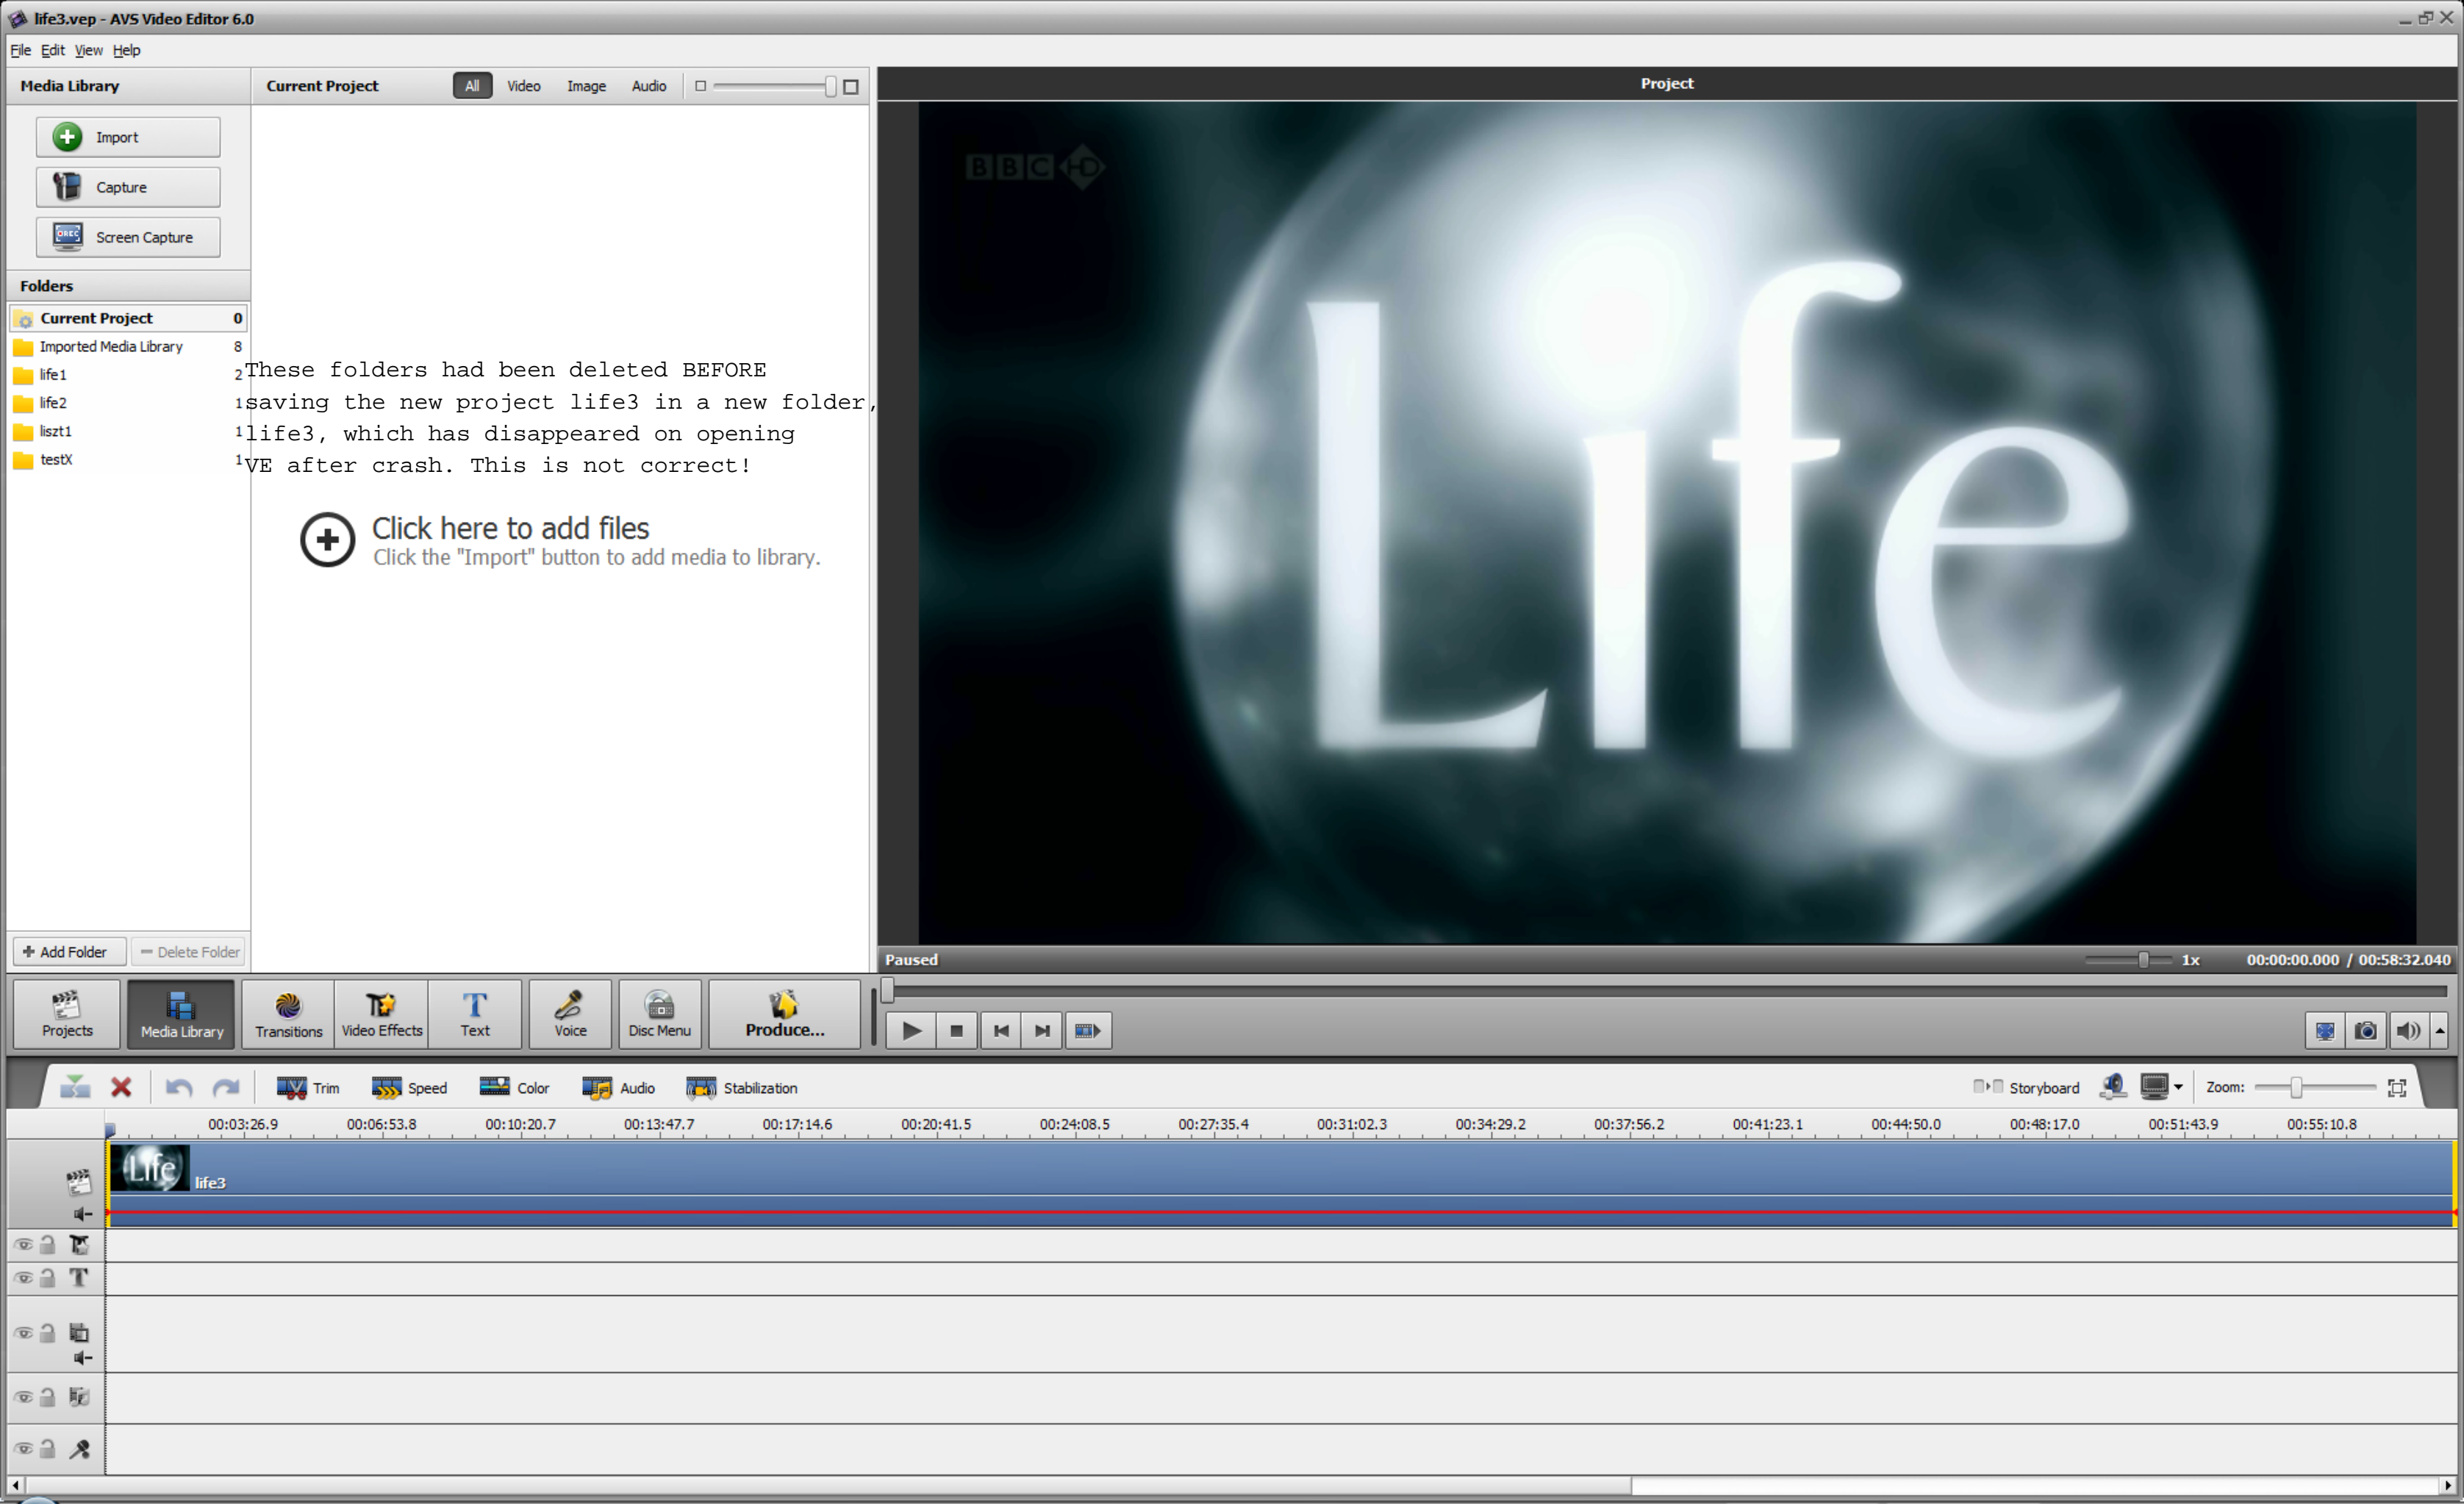 life3.vep - AVS Video Editor 6.0
File Edit View Help
Media Library
Current Project All Video Image Audio
Project
Import
Capture
Screen Capture
Folders
Current Project 0
Imported Media Library 8
life1 2
life2 1
liszt1 1
testX 1
These folders had been deleted BEFORE
saving the new project life3 in a new folder,
life3, which has disappeared on opening
VE after crash. This is not correct!
Click here to add files
Click the "Import" button to add media to library.
BBC HD
Life
Add Folder Delete Folder
Paused 1x 00:00:00.000 / 00:58:32.040
Projects Media Library Transitions Video Effects Text Voice Disc Menu Produce...
Trim Speed Color Audio Stabilization Storyboard Zoom:
00:03:26.9 00:06:53.8 00:10:20.7 00:13:47.7 00:17:14.6 00:20:41.5 00:24:08.5 00:27:35.4 00:31:02.3 00:34:29.2 00:37:56.2 00:41:23.1 00:44:50.0 00:48:17.0 00:51:43.9 00:55:10.8
Life life3
T